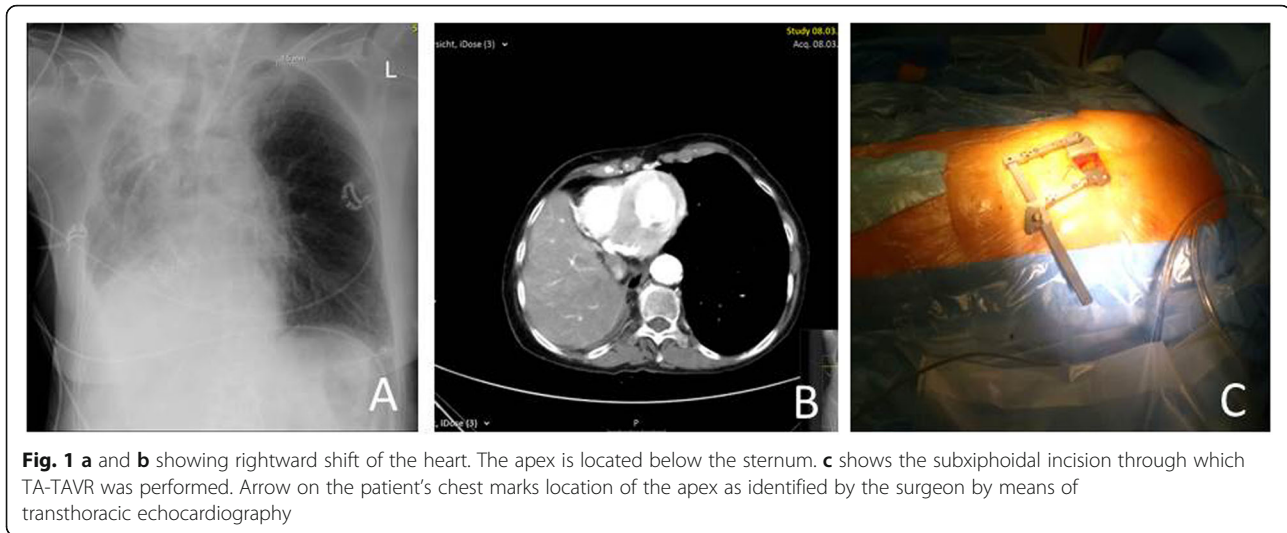 S
L
A
sicht, iDose (3)
Study 08.03.
Acq. 08.03.
, iDose (3)
P
B
C
Fig. 1 a and b showing rightward shift of the heart. The apex is located below the sternum. c shows the subxiphoidal incision through which
TA-TAVR was performed. Arrow on the patient's chest marks location of the apex as identified by the surgeon by means of
transthoracic echocardiography